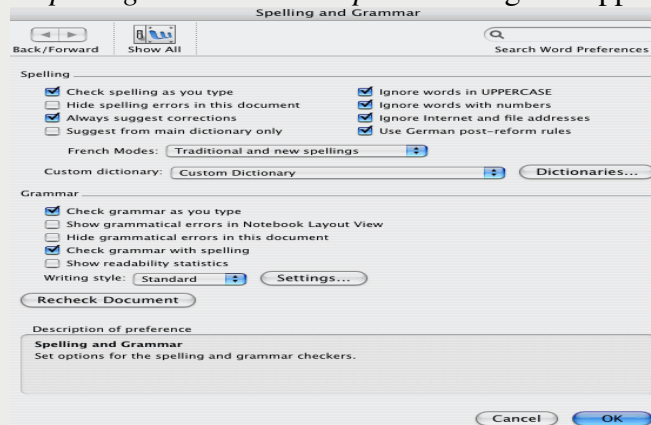 Spelling and Grammar
Back/Forward Show All Search Word Preferences
Spelling
Check spelling as you type Ignore words in UPPERCASE
Hide spelling errors in this document Ignore words with numbers
Always suggest corrections Ignore Internet and file addresses
Suggest from main dictionary only Use German post-reform rules
French Modes: Traditional and new spellings
Custom dictionary: Custom Dictionary Dictionaries...
Grammar
Check grammar as you type
Show grammatical errors in Notebook Layout View
Hide grammatical errors in this document
Check grammar with spelling
Show readability statistics
Writing style: Standard Settings...
Recheck Document
Description of preference
Spelling and Grammar
Set options for the spelling and grammar checkers.
Cancel OK